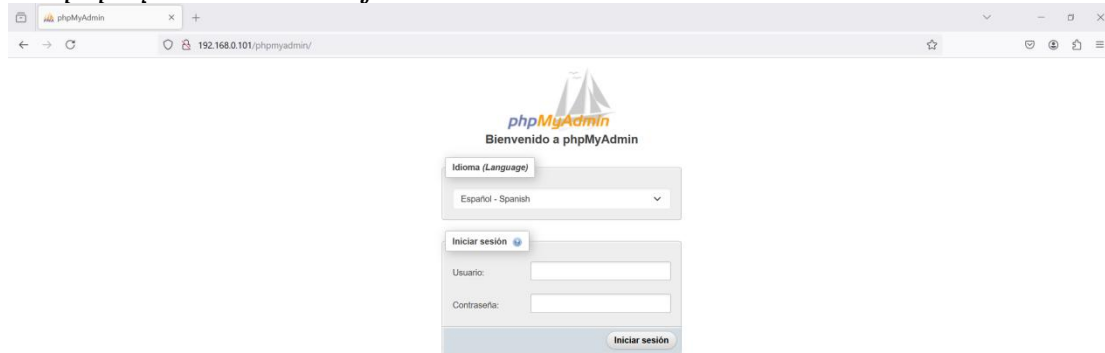 phpMyAdmin
192.168.0.101/phpmyadmin/
phpMyAdmin
Bienvenido a phpMyAdmin
Idioma (Language)
Español - Spanish
Iniciar sesión
Usuario:
Contraseña:
Iniciar sesión